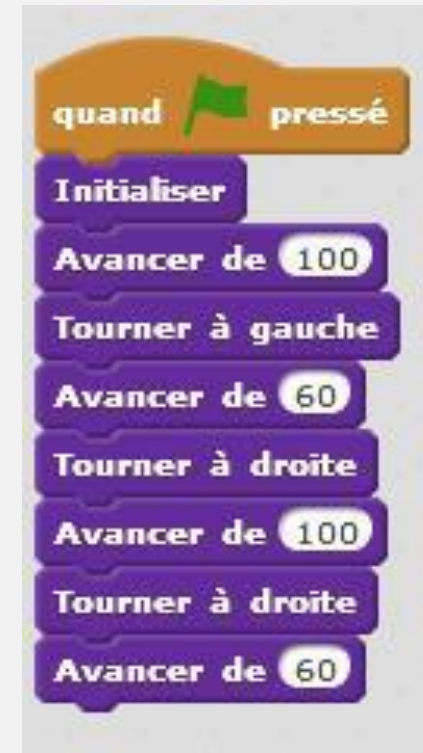 quand pressé
Initialiser
Avancer de 100
Tourner à gauche
Avancer de 60
Tourner à droite
Avancer de 100
Tourner à droite
Avancer de 60